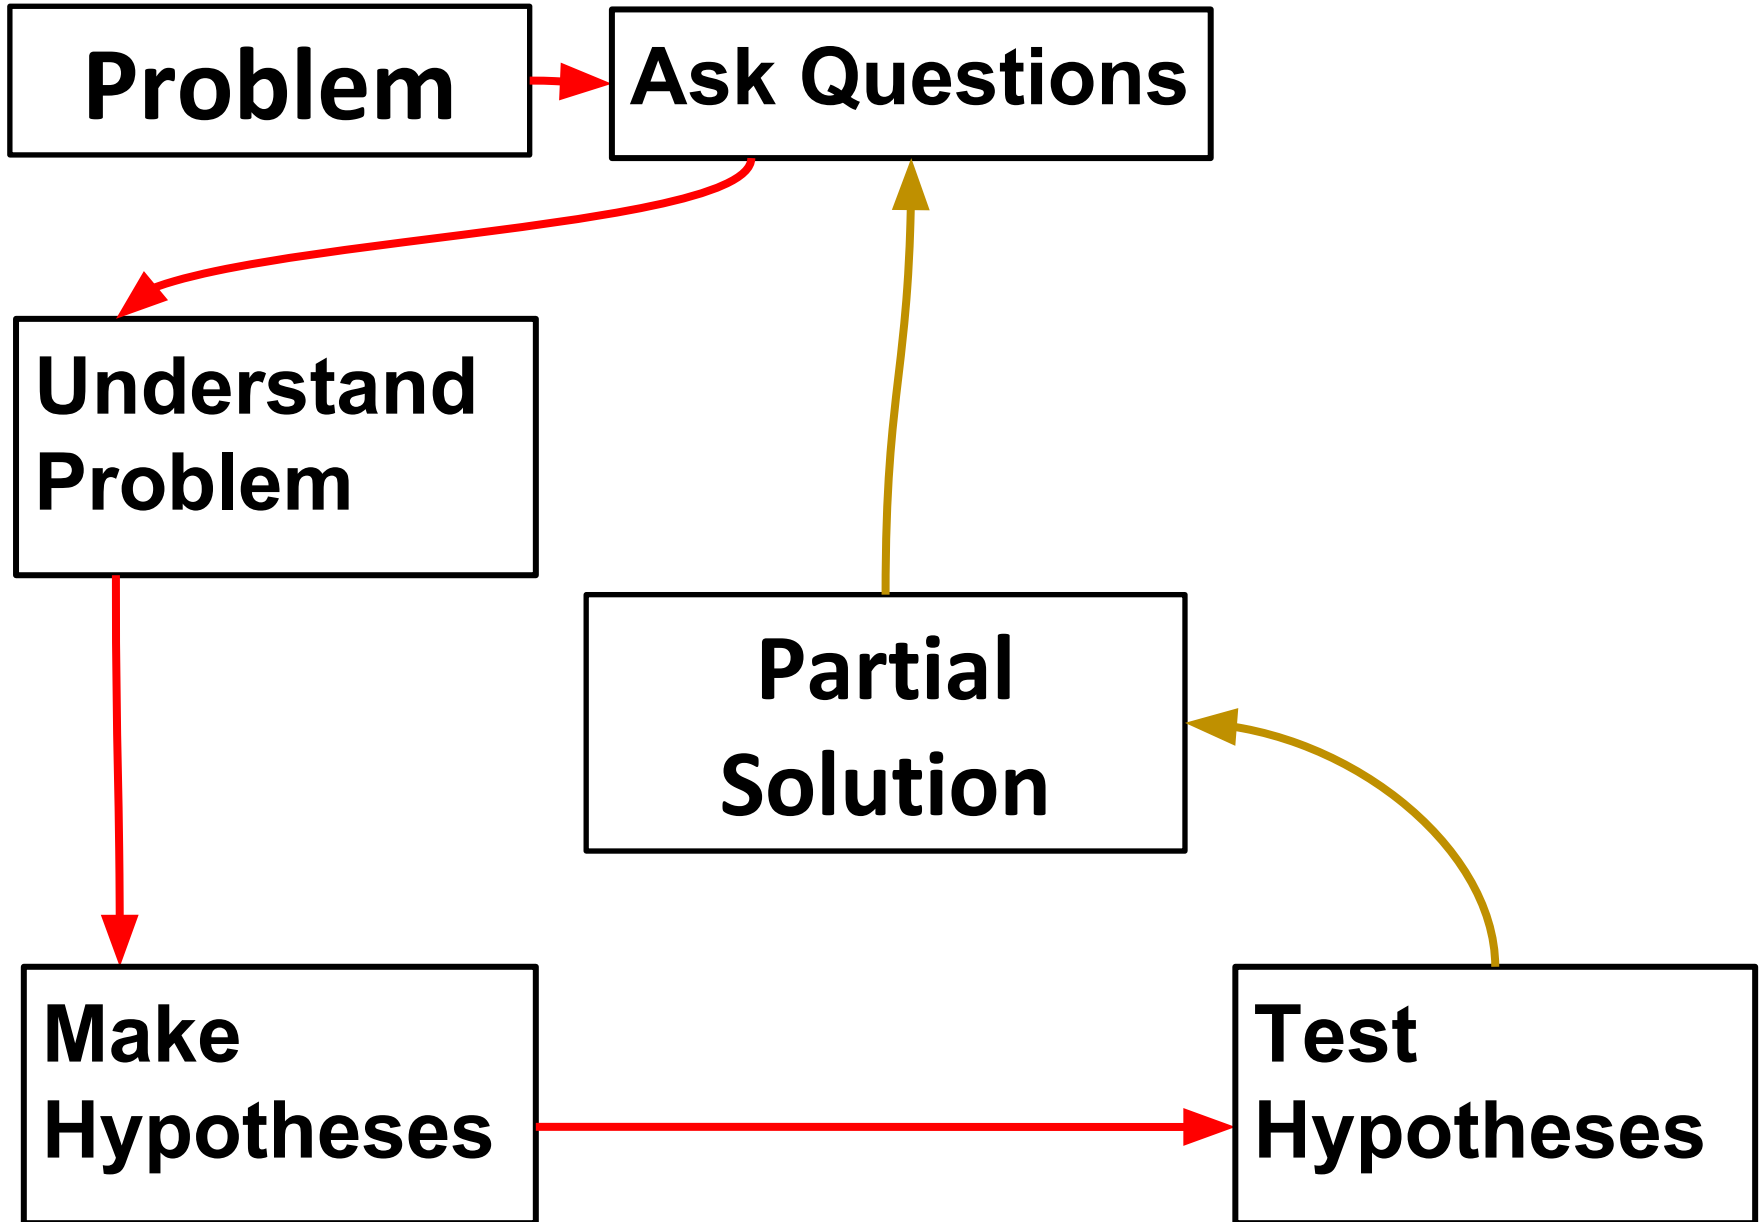 Problem
Ask Questions
Understand
Problem
Partial
Solution
Make
Hypotheses
Test
Hypotheses